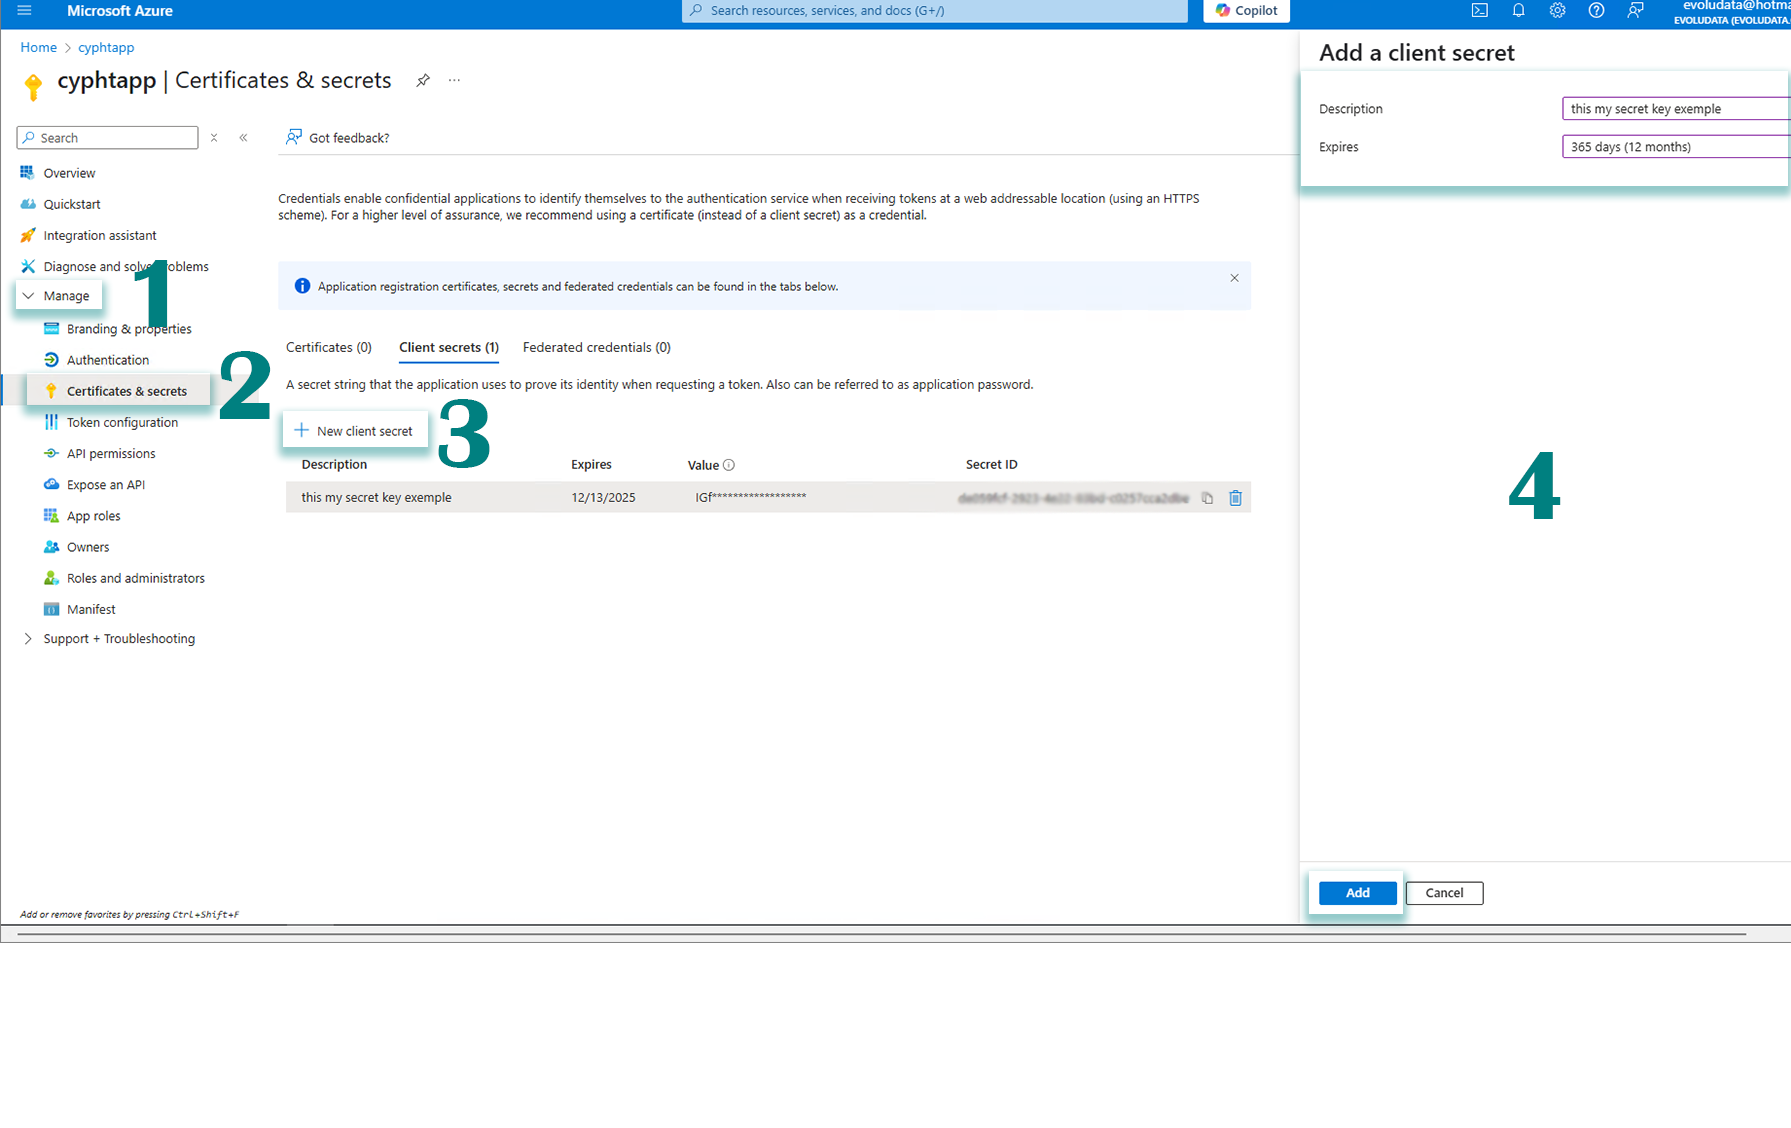 Microsoft Azure
Search resources, services, and docs (G+/)
Copilot
evoludata@hotma
EVOLUDATA (EVOLUDATA.
Home > cyphtapp
cyphtapp | Certificates & secrets
Search
Got feedback?
Overview
Quickstart
Integration assistant
Diagnose and solve problems
Manage
1
Branding & properties
Authentication
Certificates & secrets
2
Token configuration
API permissions
Expose an API
App roles
Owners
Roles and administrators
Manifest
Support + Troubleshooting
Add or remove favorites by pressing Ctrl+Shift+F
Credentials enable confidential applications to identify themselves to the authentication service when receiving tokens at a web addressable location (using an HTTPS
scheme). For a higher level of assurance, we recommend using a certificate (instead of a client secret) as a credential.
Application registration certificates, secrets and federated credentials can be found in the tabs below.
Certificates (0) Client secrets (1) Federated credentials (0)
A secret string that the application uses to prove its identity when requesting a token. Also can be referred to as application password.
New client secret
3
Description Expires Value Secret ID
this my secret key exemple 12/13/2025 IGf******************
Add a client secret
Description this my secret key exemple
Expires 365 days (12 months)
4
Add Cancel